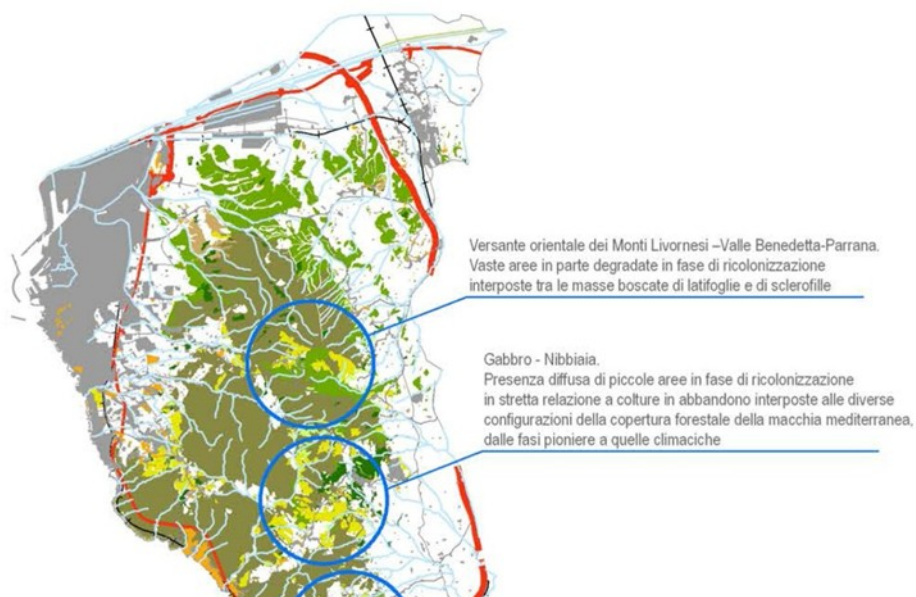 Versante orientale dei Monti Livornesi –Valle Benedetta-Parrana.
Vaste aree in parte degradate in fase di ricolonizzazione
interposte tra le masse boscate di latifoglie e di sclerofille
Gabbro - Nibbiaia.
Presenza diffusa di piccole aree in fase di ricolonizzazione
in stretta relazione a colture in abbandono interposte alle diverse
configurazioni della copertura forestale della macchia mediterranea,
dalle fasi pioniere a quelle climaciche